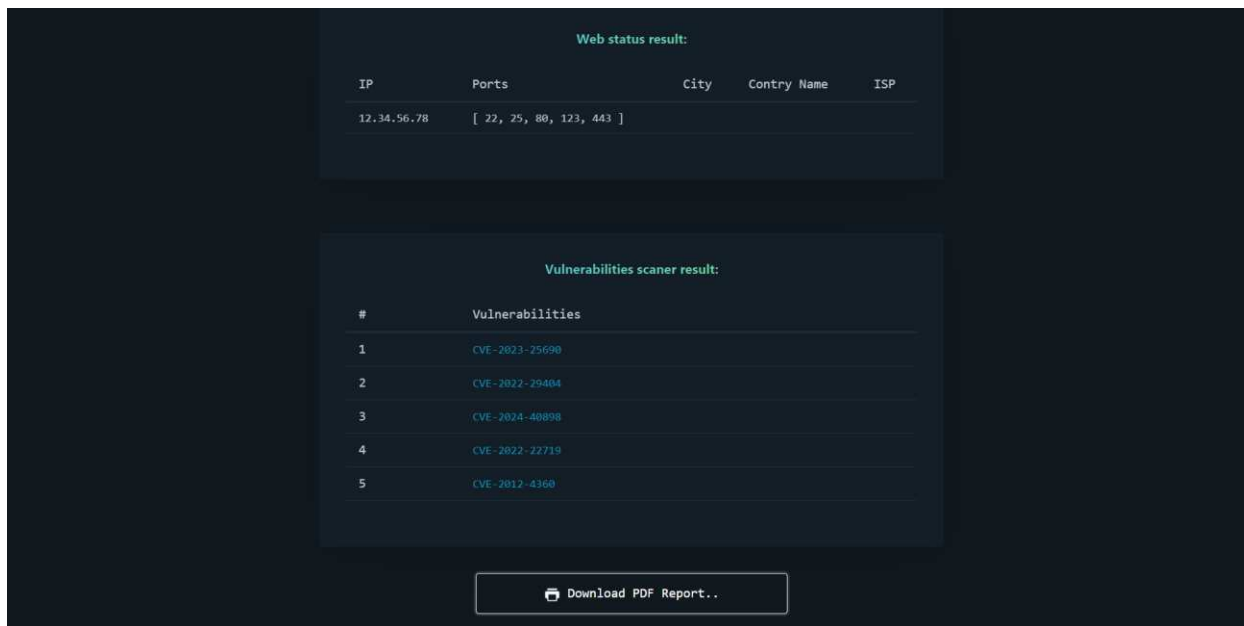 Web status result:
IP Ports City Contry Name ISP
12.34.56.78 [ 22, 25, 80, 123, 443 ]
Vulnerabilities scaner result:
# Vulnerabilities
1 CVE-2023-25690
2 CVE-2022-29404
3 CVE-2024-40898
4 CVE-2022-22719
5 CVE-2012-4360
Download PDF Report..